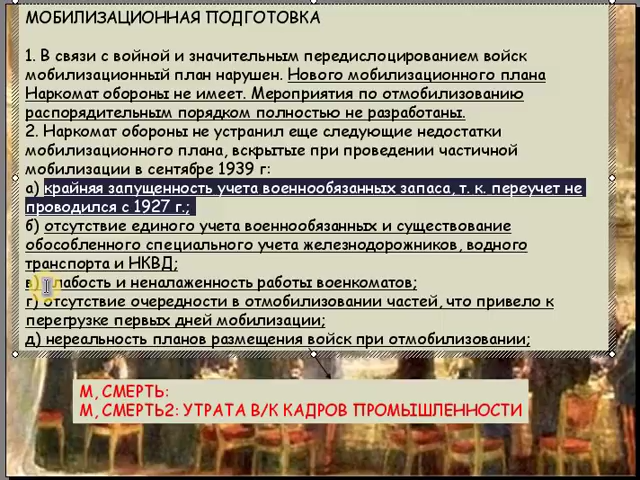 МОБИЛИЗАЦИОННАЯ ПОДГОТОВКА
1. В связи с войной и значительным передислоцированием войск
мобилизационный план нарушен. Нового мобилизационного плана
Наркомат обороны не имеет. Мероприятия по отмобилизованию
распорядительным порядком полностью не разработаны.
2. Наркомат обороны не устранил еще следующие недостатки
мобилизационного плана, вскрытые при проведении частичной
мобилизации в сентябре 1939 г:
а) крайняя запущенность учета военнообязанных запаса, т. к. переучет не
проводился с 1927 г.;
б) отсутствие единого учета военнообязанных и существование
обособленного специального учета железнодорожников, водного
транспорта и НКВД;
в) слабость и неналаженность работы военкоматов;
г) отсутствие очередности в отмобилизовании частей, что привело к
перегрузке первых дней мобилизации;
д) нереальность планов размещения войск при отмобилизовании;
М, СМЕРТЬ:
М, СМЕРТЬ2: УТРАТА В/К КАДРОВ ПРОМЫШЛЕННОСТИ